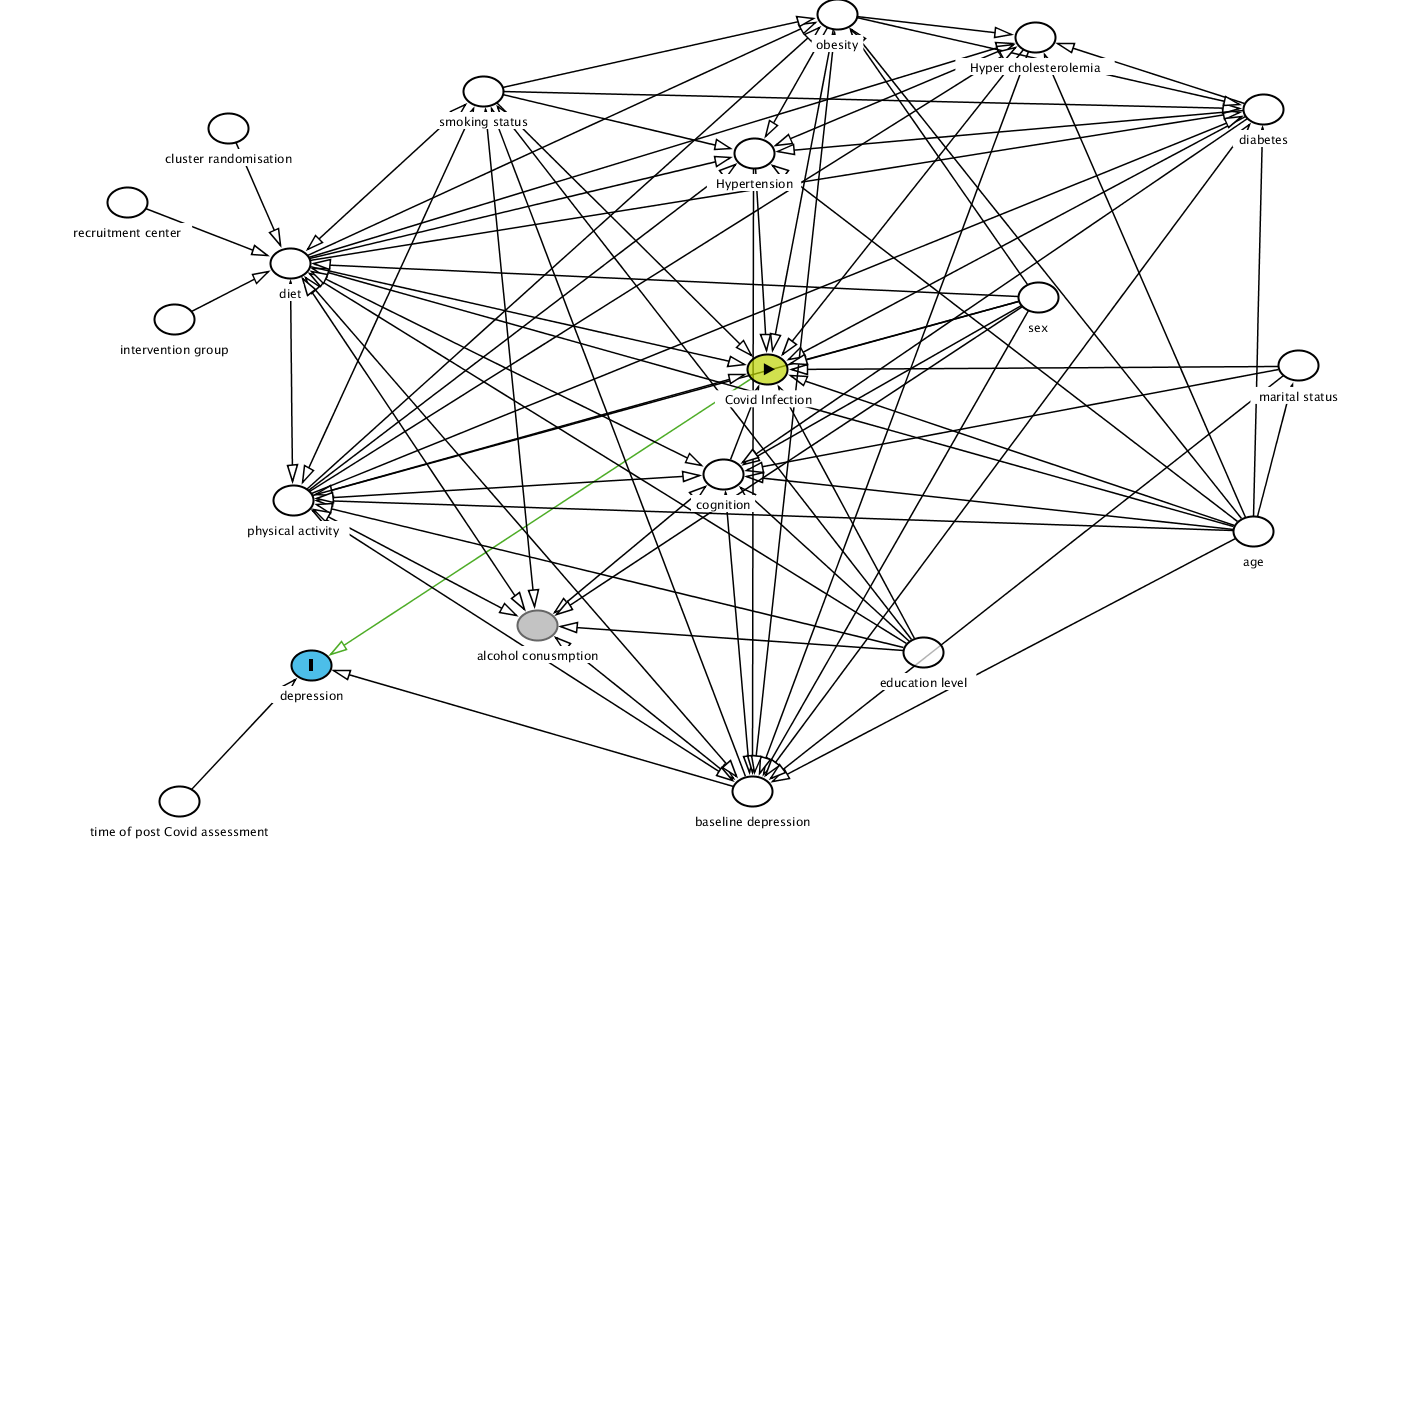 obesity
Hyper cholesterolemia
smoking status
diabetes
cluster randomisation
Hypertension
recruitment center
diet
sex
intervention group
Covid Infection
marital status
cognition
physical activity
age
alcohol conusmption
education level
depression
baseline depression
time of post Covid assessment